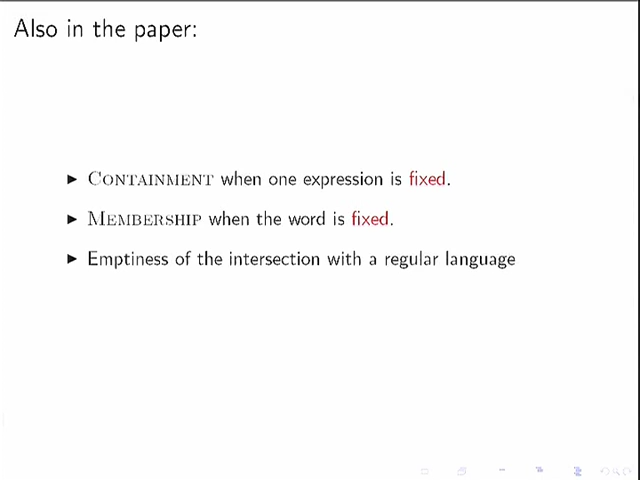 Also in the paper:
▶ CONTAINMENT when one expression is fixed.
▶ MEMBERSHIP when the word is fixed.
▶ Emptiness of the intersection with a regular language